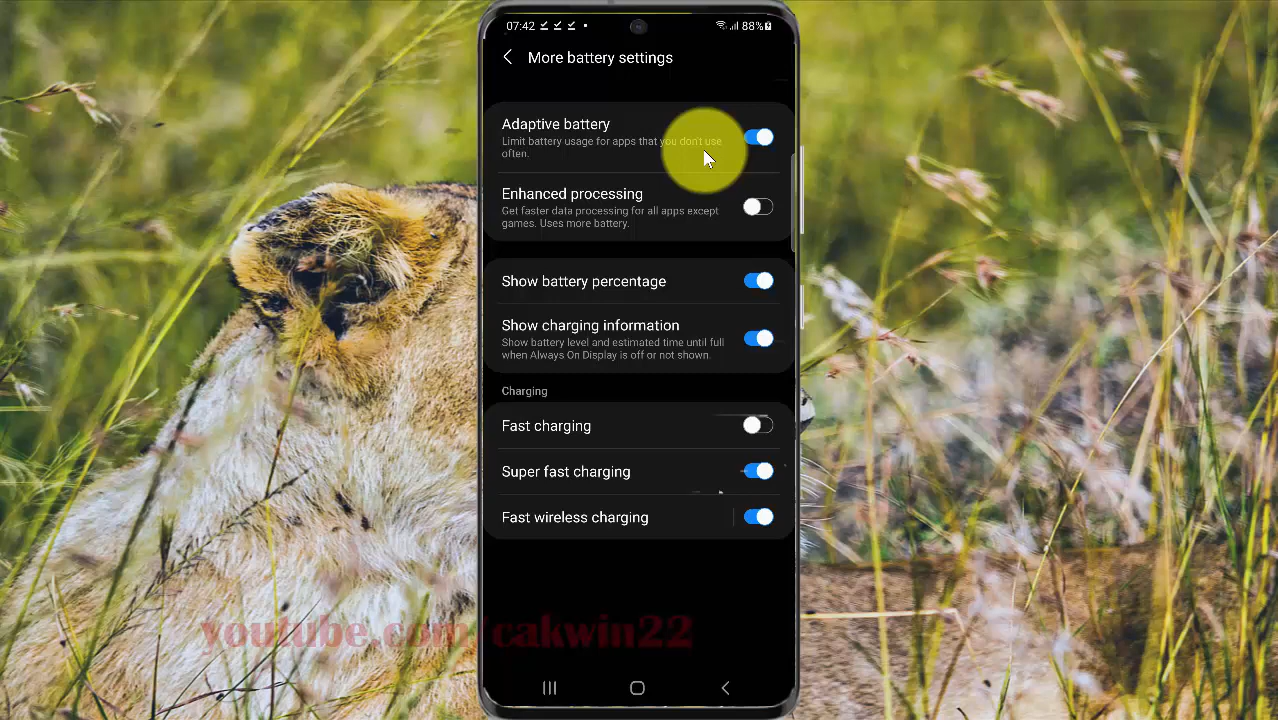 07:42
88%
More battery settings
Adaptive battery
Limit battery usage for apps that you don't use
often.
Enhanced processing
Get faster data processing for all apps except
games. Uses more battery.
Show battery percentage
Show charging information
Show battery level and estimated time until full
when Always On Display is off or not shown.
Charging
Fast charging
Super fast charging
Fast wireless charging
youtube.com/cakwin22